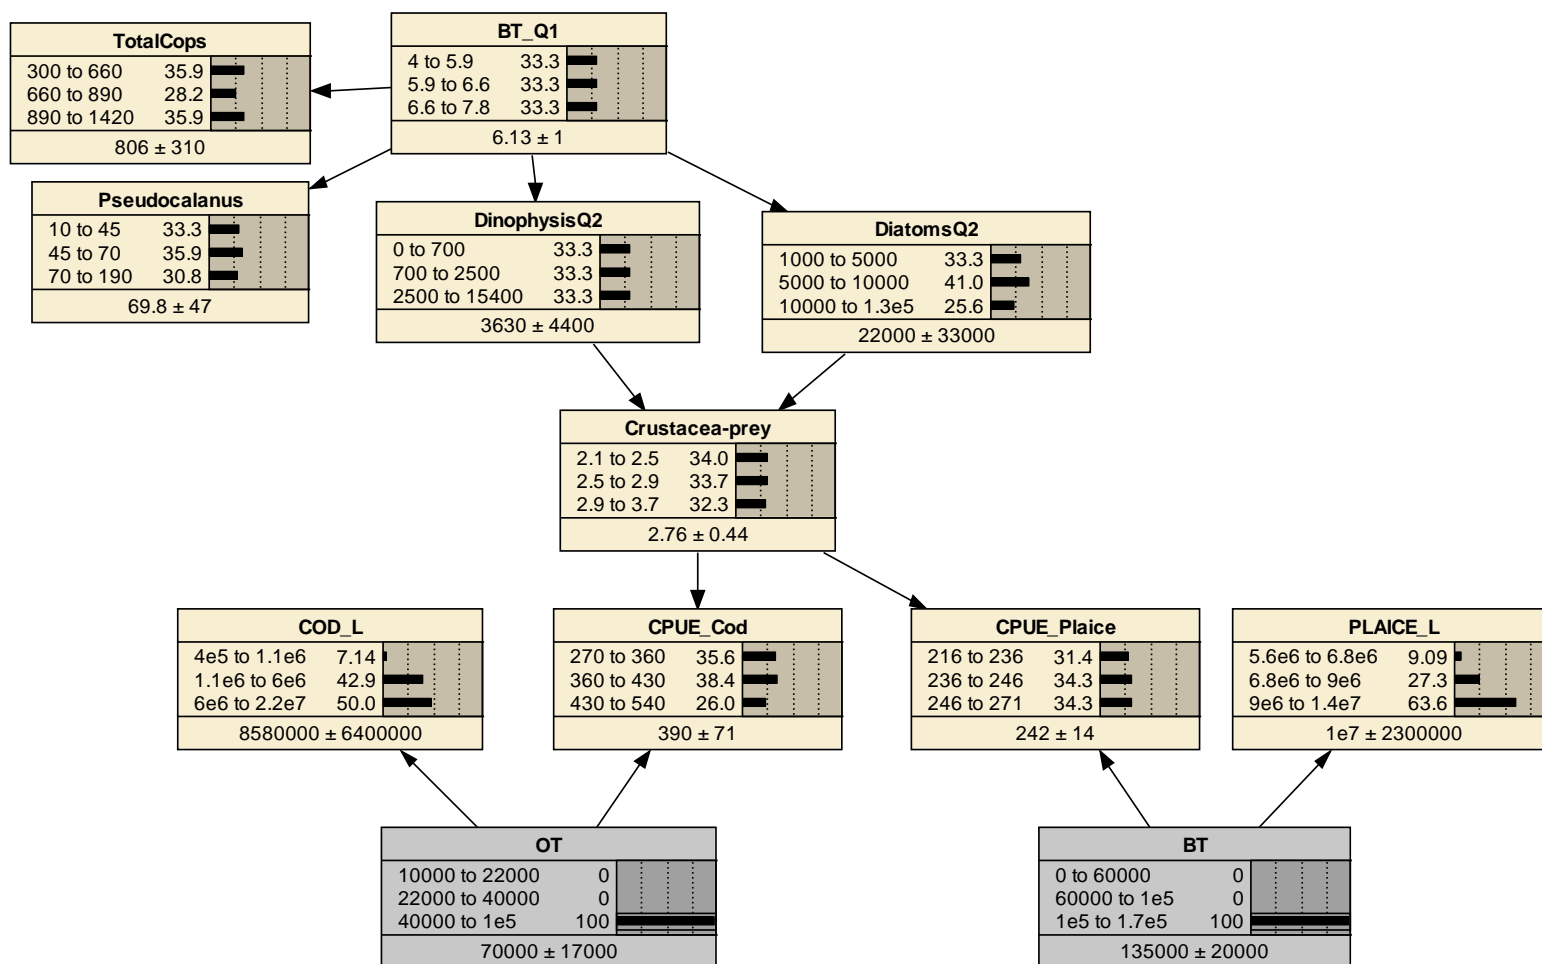 TotalCops
300 to 660 35.9
660 to 890 28.2
890 to 1420 35.9
806 ± 310
BT_Q1
4 to 5.9 33.3
5.9 to 6.6 33.3
6.6 to 7.8 33.3
6.13 ± 1
Pseudocalanus
10 to 45 33.3
45 to 70 35.9
70 to 190 30.8
69.8 ± 47
DinophysisQ2
0 to 700 33.3
700 to 2500 33.3
2500 to 15400 33.3
3630 ± 4400
DiatomsQ2
1000 to 5000 33.3
5000 to 10000 41.0
10000 to 1.3e5 25.6
22000 ± 33000
Crustacea-prey
2.1 to 2.5 34.0
2.5 to 2.9 33.7
2.9 to 3.7 32.3
2.76 ± 0.44
COD_L
4e5 to 1.1e6 7.14
1.1e6 to 6e6 42.9
6e6 to 2.2e7 50.0
8580000 ± 6400000
CPUE_Cod
270 to 360 35.6
360 to 430 38.4
430 to 540 26.0
390 ± 71
CPUE_Plaice
216 to 236 31.4
236 to 246 34.3
246 to 271 34.3
242 ± 14
PLAICE_L
5.6e6 to 6.8e6 9.09
6.8e6 to 9e6 27.3
9e6 to 1.4e7 63.6
1e7 ± 2300000
OT
10000 to 22000 0
22000 to 40000 0
40000 to 1e5 100
70000 ± 17000
BT
0 to 60000 0
60000 to 1e5 0
1e5 to 1.7e5 100
135000 ± 20000